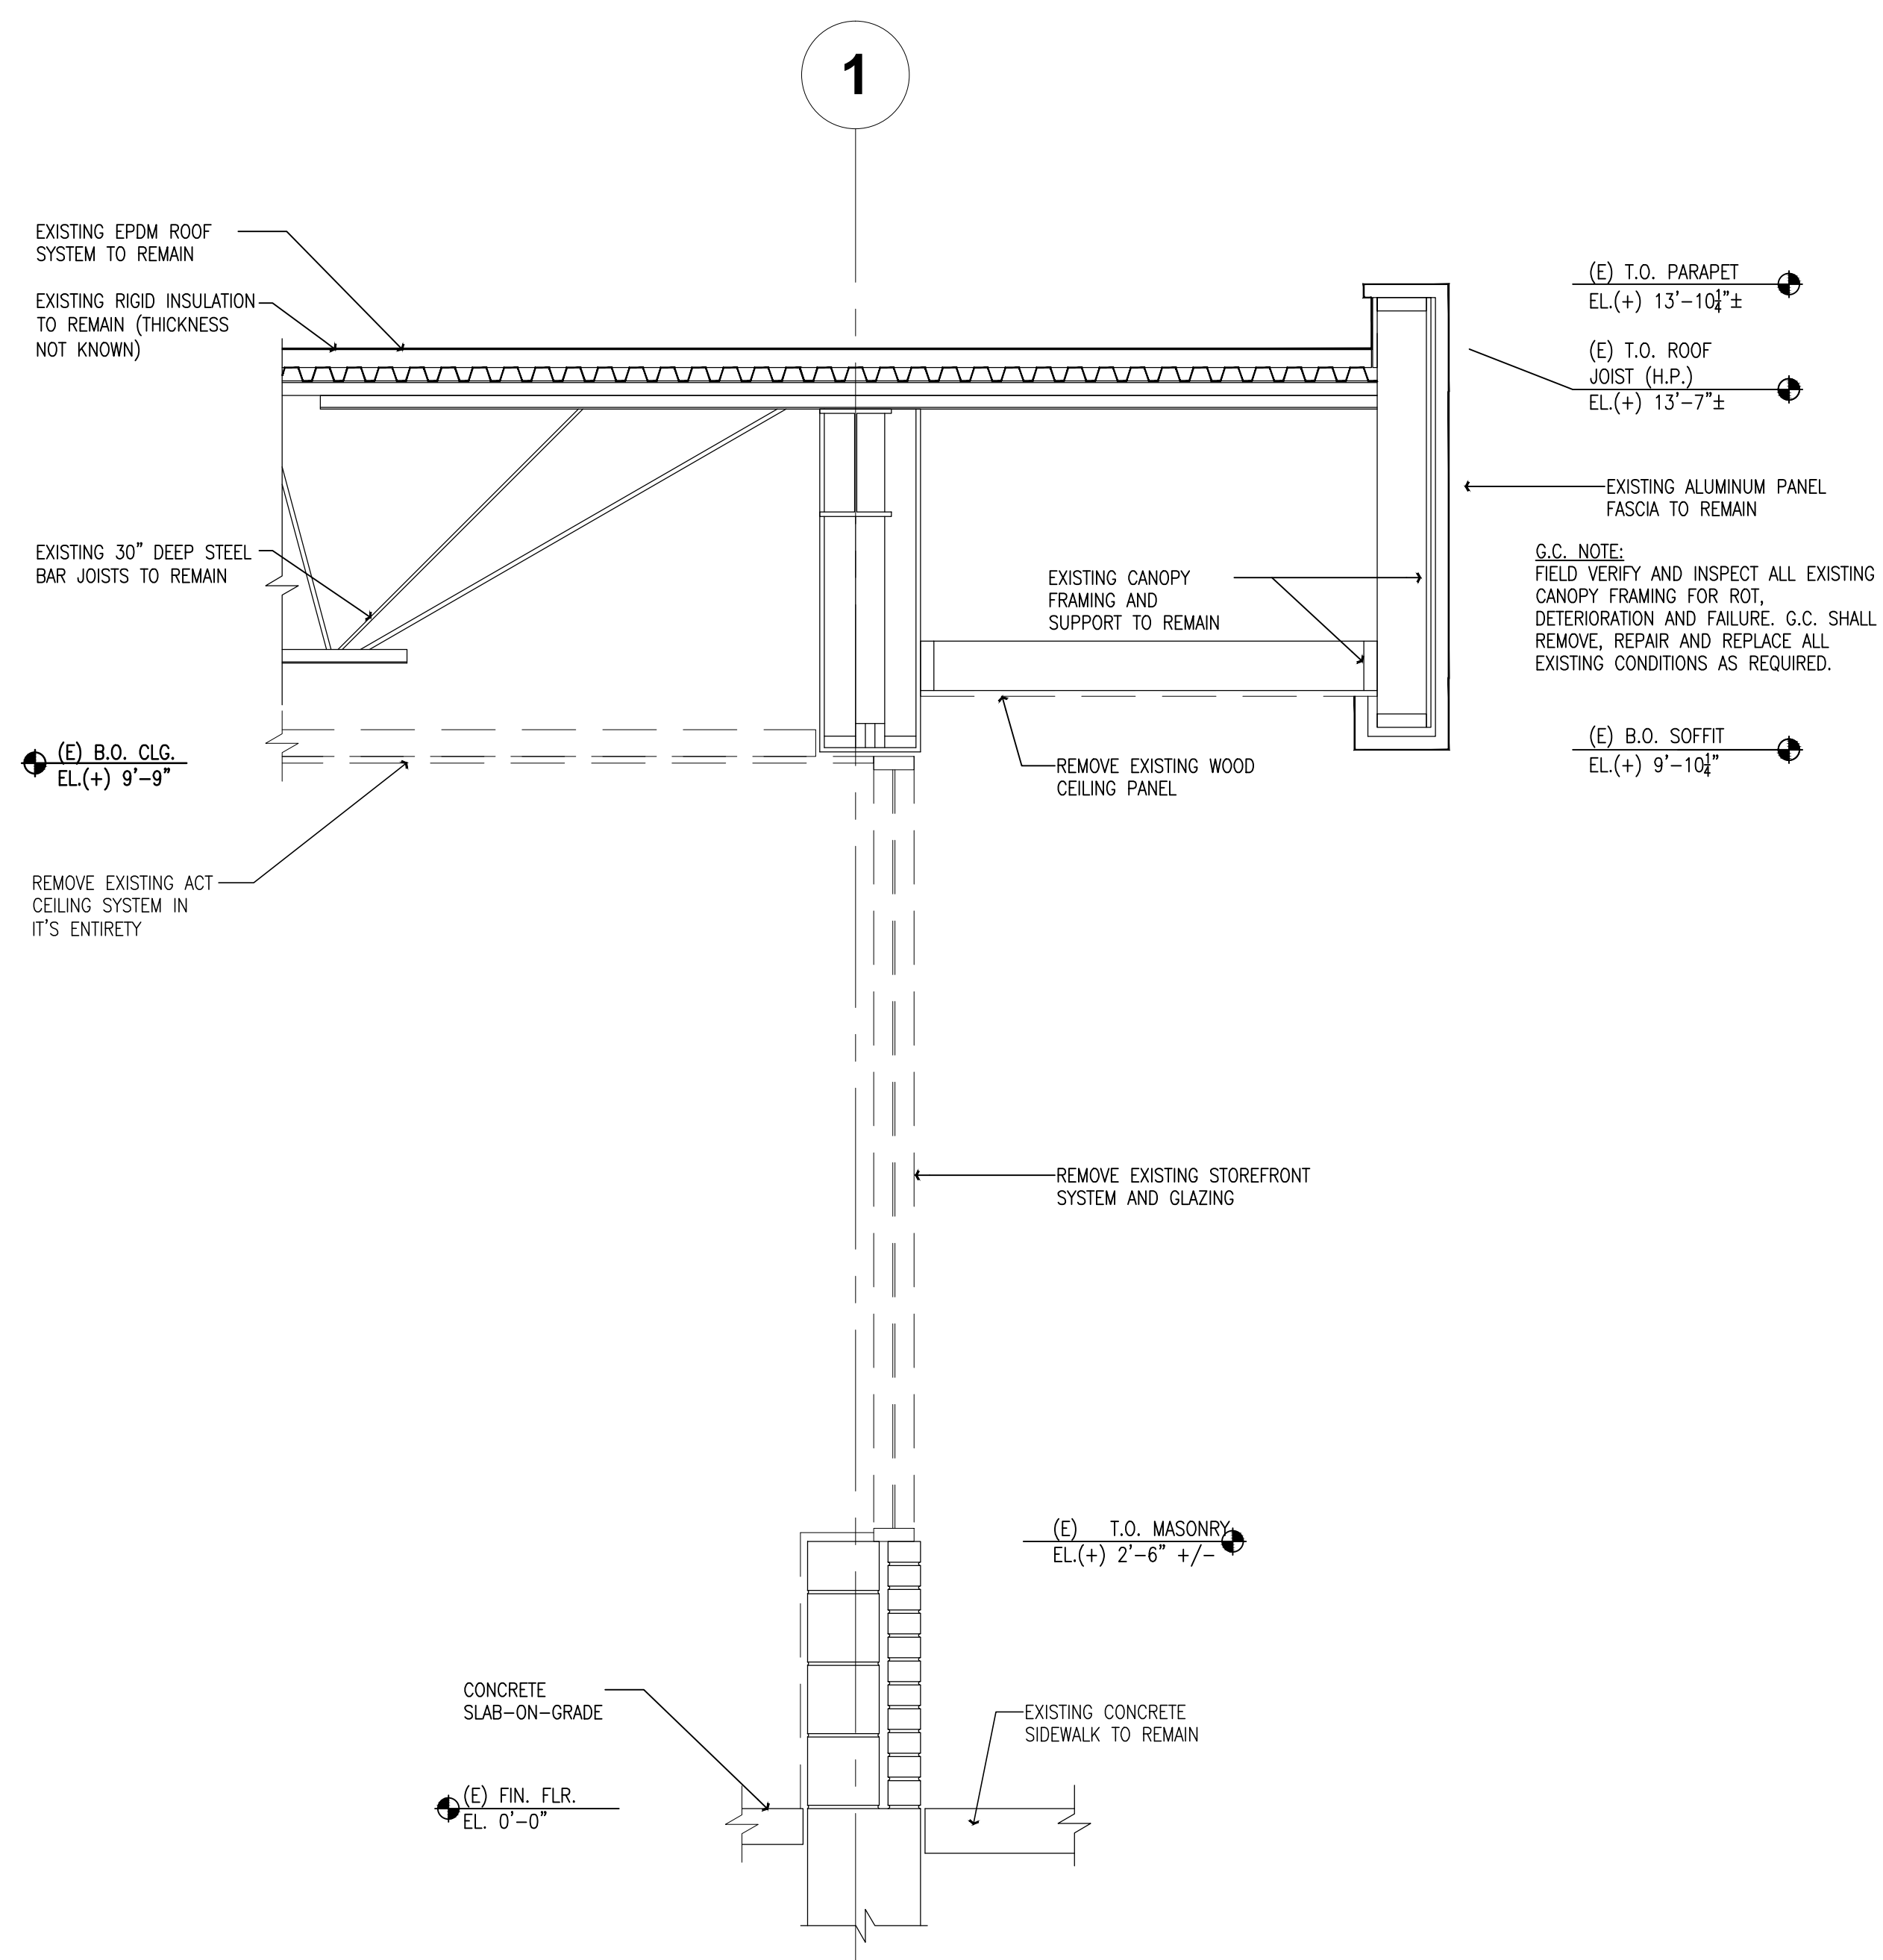 1
EXISTING EPDM ROOF
SYSTEM TO REMAIN
EXISTING RIGID INSULATION
TO REMAIN (THICKNESS
NOT KNOWN)
(E) T.O. PARAPET
EL.(+) 13'-10¼"±
(E) T.O. ROOF
JOIST (H.P.)
EL.(+) 13'-7"±
EXISTING ALUMINUM PANEL
FASCIA TO REMAIN
EXISTING 30" DEEP STEEL
BAR JOISTS TO REMAIN
EXISTING CANOPY
FRAMING AND
SUPPORT TO REMAIN
G.C. NOTE:
FIELD VERIFY AND INSPECT ALL EXISTING
CANOPY FRAMING FOR ROT,
DETERIORATION AND FAILURE. G.C. SHALL
REMOVE, REPAIR AND REPLACE ALL
EXISTING CONDITIONS AS REQUIRED.
(E) B.O. CLG.
EL.(+) 9'-9"
REMOVE EXISTING WOOD
CEILING PANEL
(E) B.O. SOFFIT
EL.(+) 9'-10¼"
REMOVE EXISTING ACT
CEILING SYSTEM IN
IT'S ENTIRETY
REMOVE EXISTING STOREFRONT
SYSTEM AND GLAZING
(E) T.O. MASONRY
EL.(+) 2'-6" +/-
CONCRETE
SLAB-ON-GRADE
EXISTING CONCRETE
SIDEWALK TO REMAIN
(E) FIN. FLR.
EL. 0'-0"